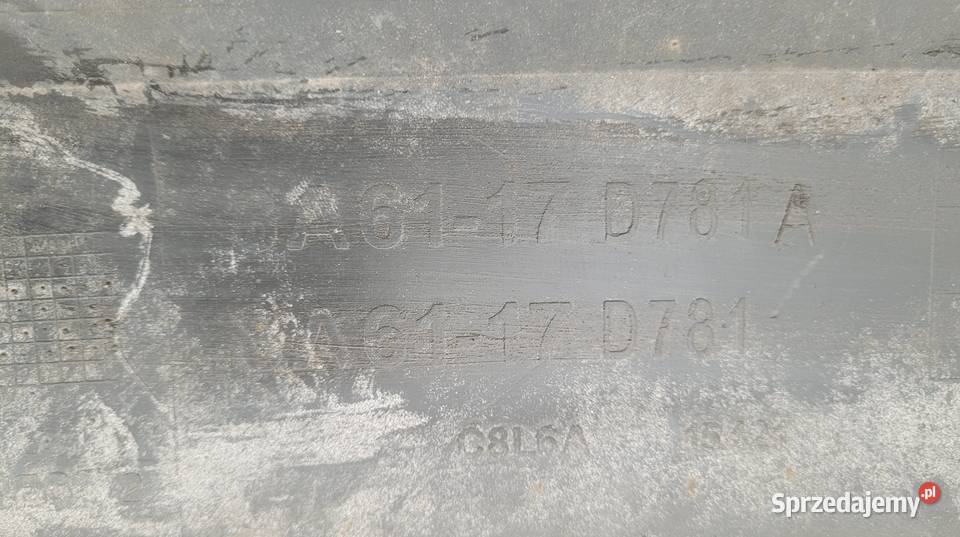 A61-17 D781 A
A61-17 D781
C8L6A
Sprzedajemy.pl